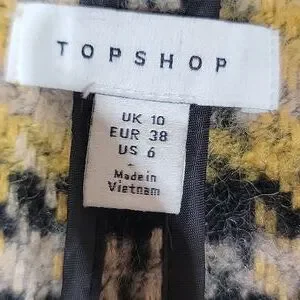 TOPSHOP
UK 10
EUR 38
US 6
Made in
Vietnam